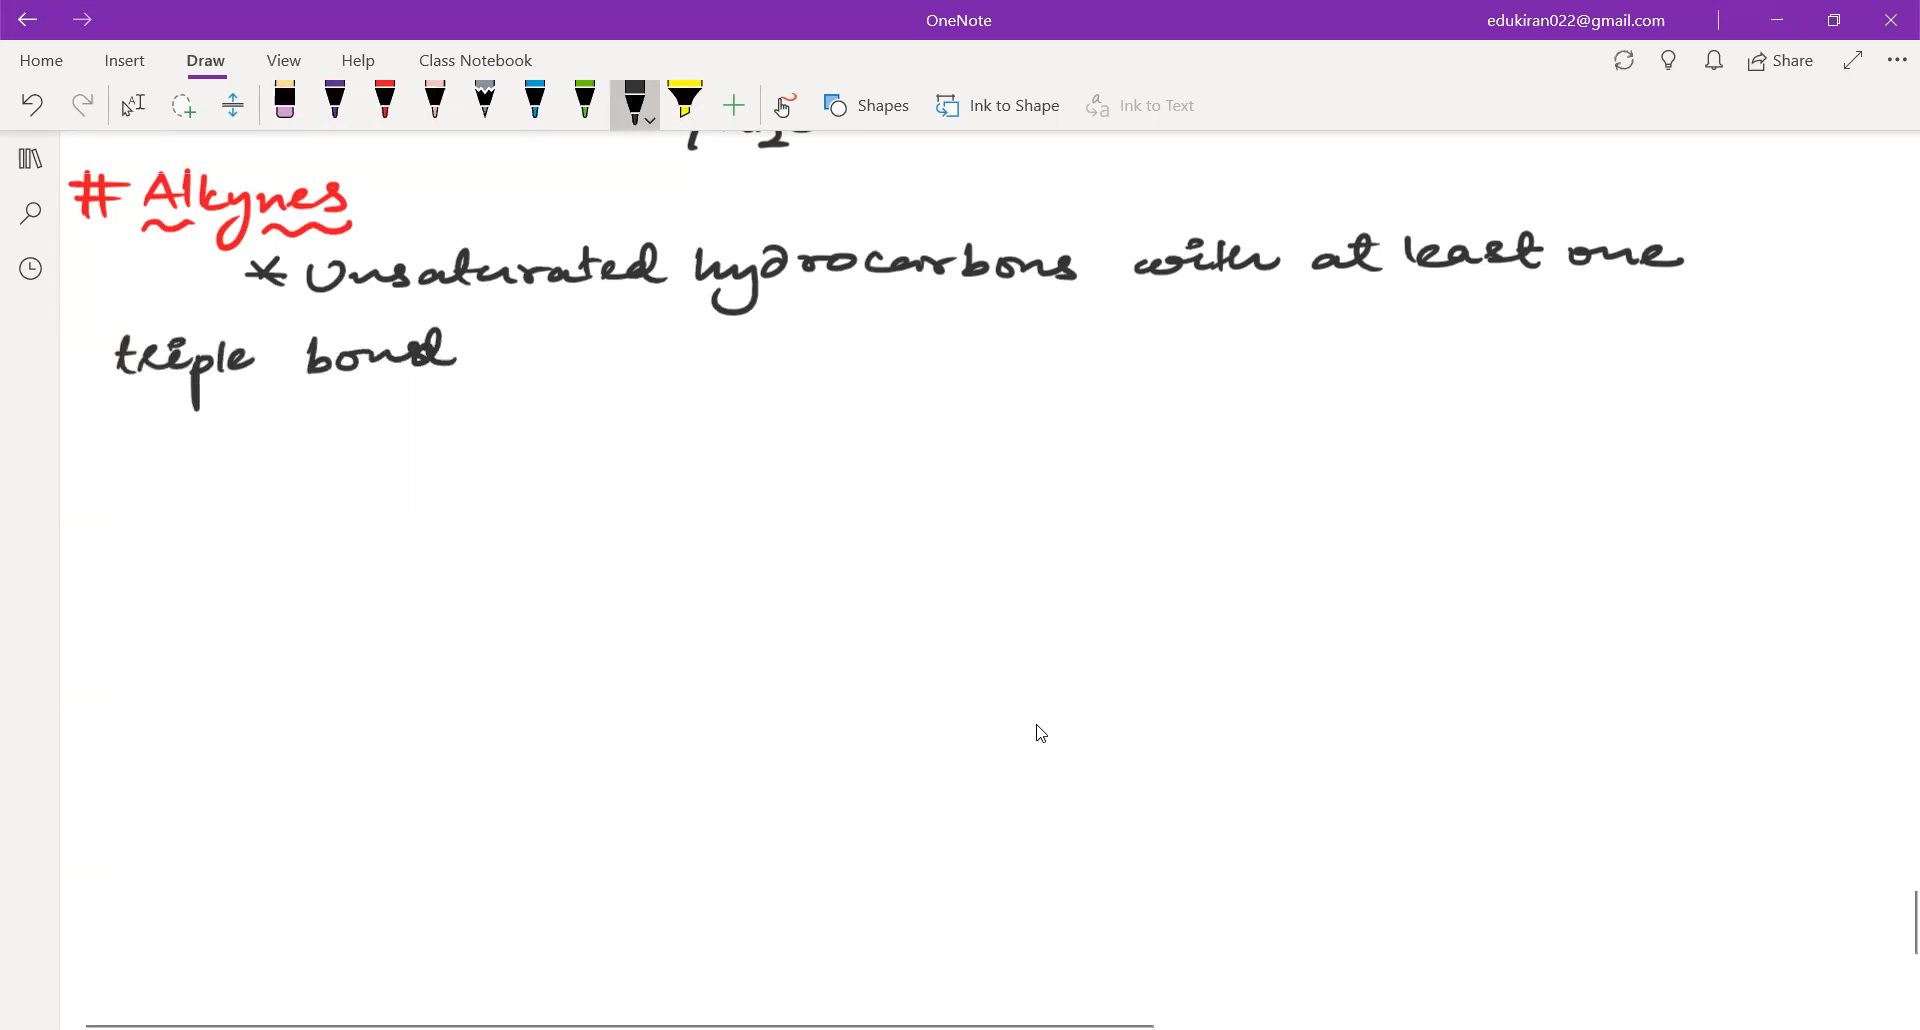 OneNote
edukiran022@gmail.com
Home Insert Draw View Help Class Notebook
Share
Shapes Ink to Shape Ink to Text
# Alkynes
* Unsaturated hydrocarbons with at least one
triple bond